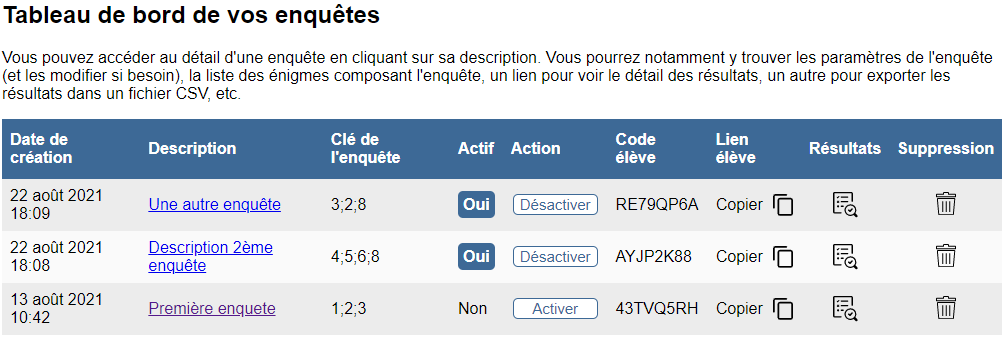 Tableau de bord de vos enquêtes
Vous pouvez accéder au détail d'une enquête en cliquant sur sa description. Vous pourrez notamment y trouver les paramètres de l'enquête
(et les modifier si besoin), la liste des énigmes composant l'enquête, un lien pour voir le détail des résultats, un autre pour exporter les
résultats dans un fichier CSV, etc.
Date de création Description Clé de l'enquête Actif Action Code élève Lien élève Résultats Suppression
22 août 2021 18:09 Une autre enquête 3;2;8 Oui Désactiver RE79QP6A Copier
22 août 2021 18:08 Description 2ème enquête 4;5;6;8 Oui Désactiver AYJP2K88 Copier
13 août 2021 10:42 Première enquete 1;2;3 Non Activer 43TVQ5RH Copier